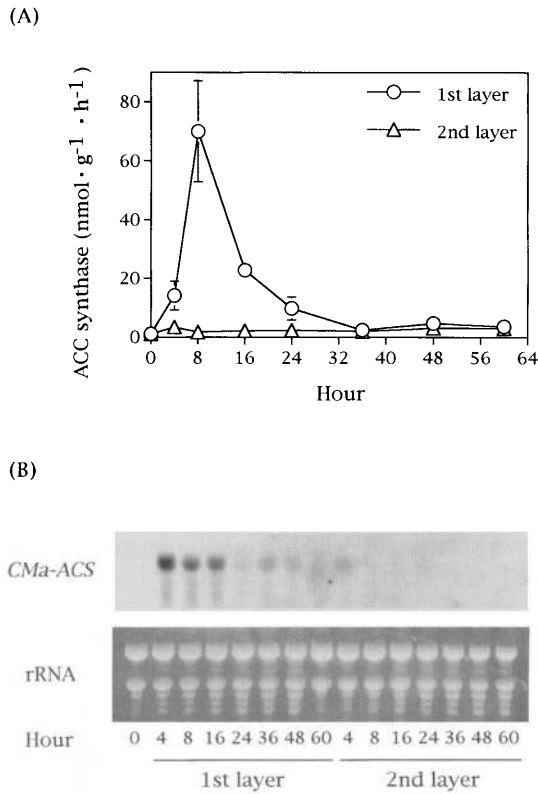 (A)
80
60
40
20
0
ACC synthase (nmol · g⁻¹ · h⁻¹)
1st layer
2nd layer
0 8 16 24 32 40 48 56 64
Hour
(B)
CMa-ACS
rRNA
Hour 0 4 8 16 24 36 48 60 4 8 16 24 36 48 60
1st layer 2nd layer